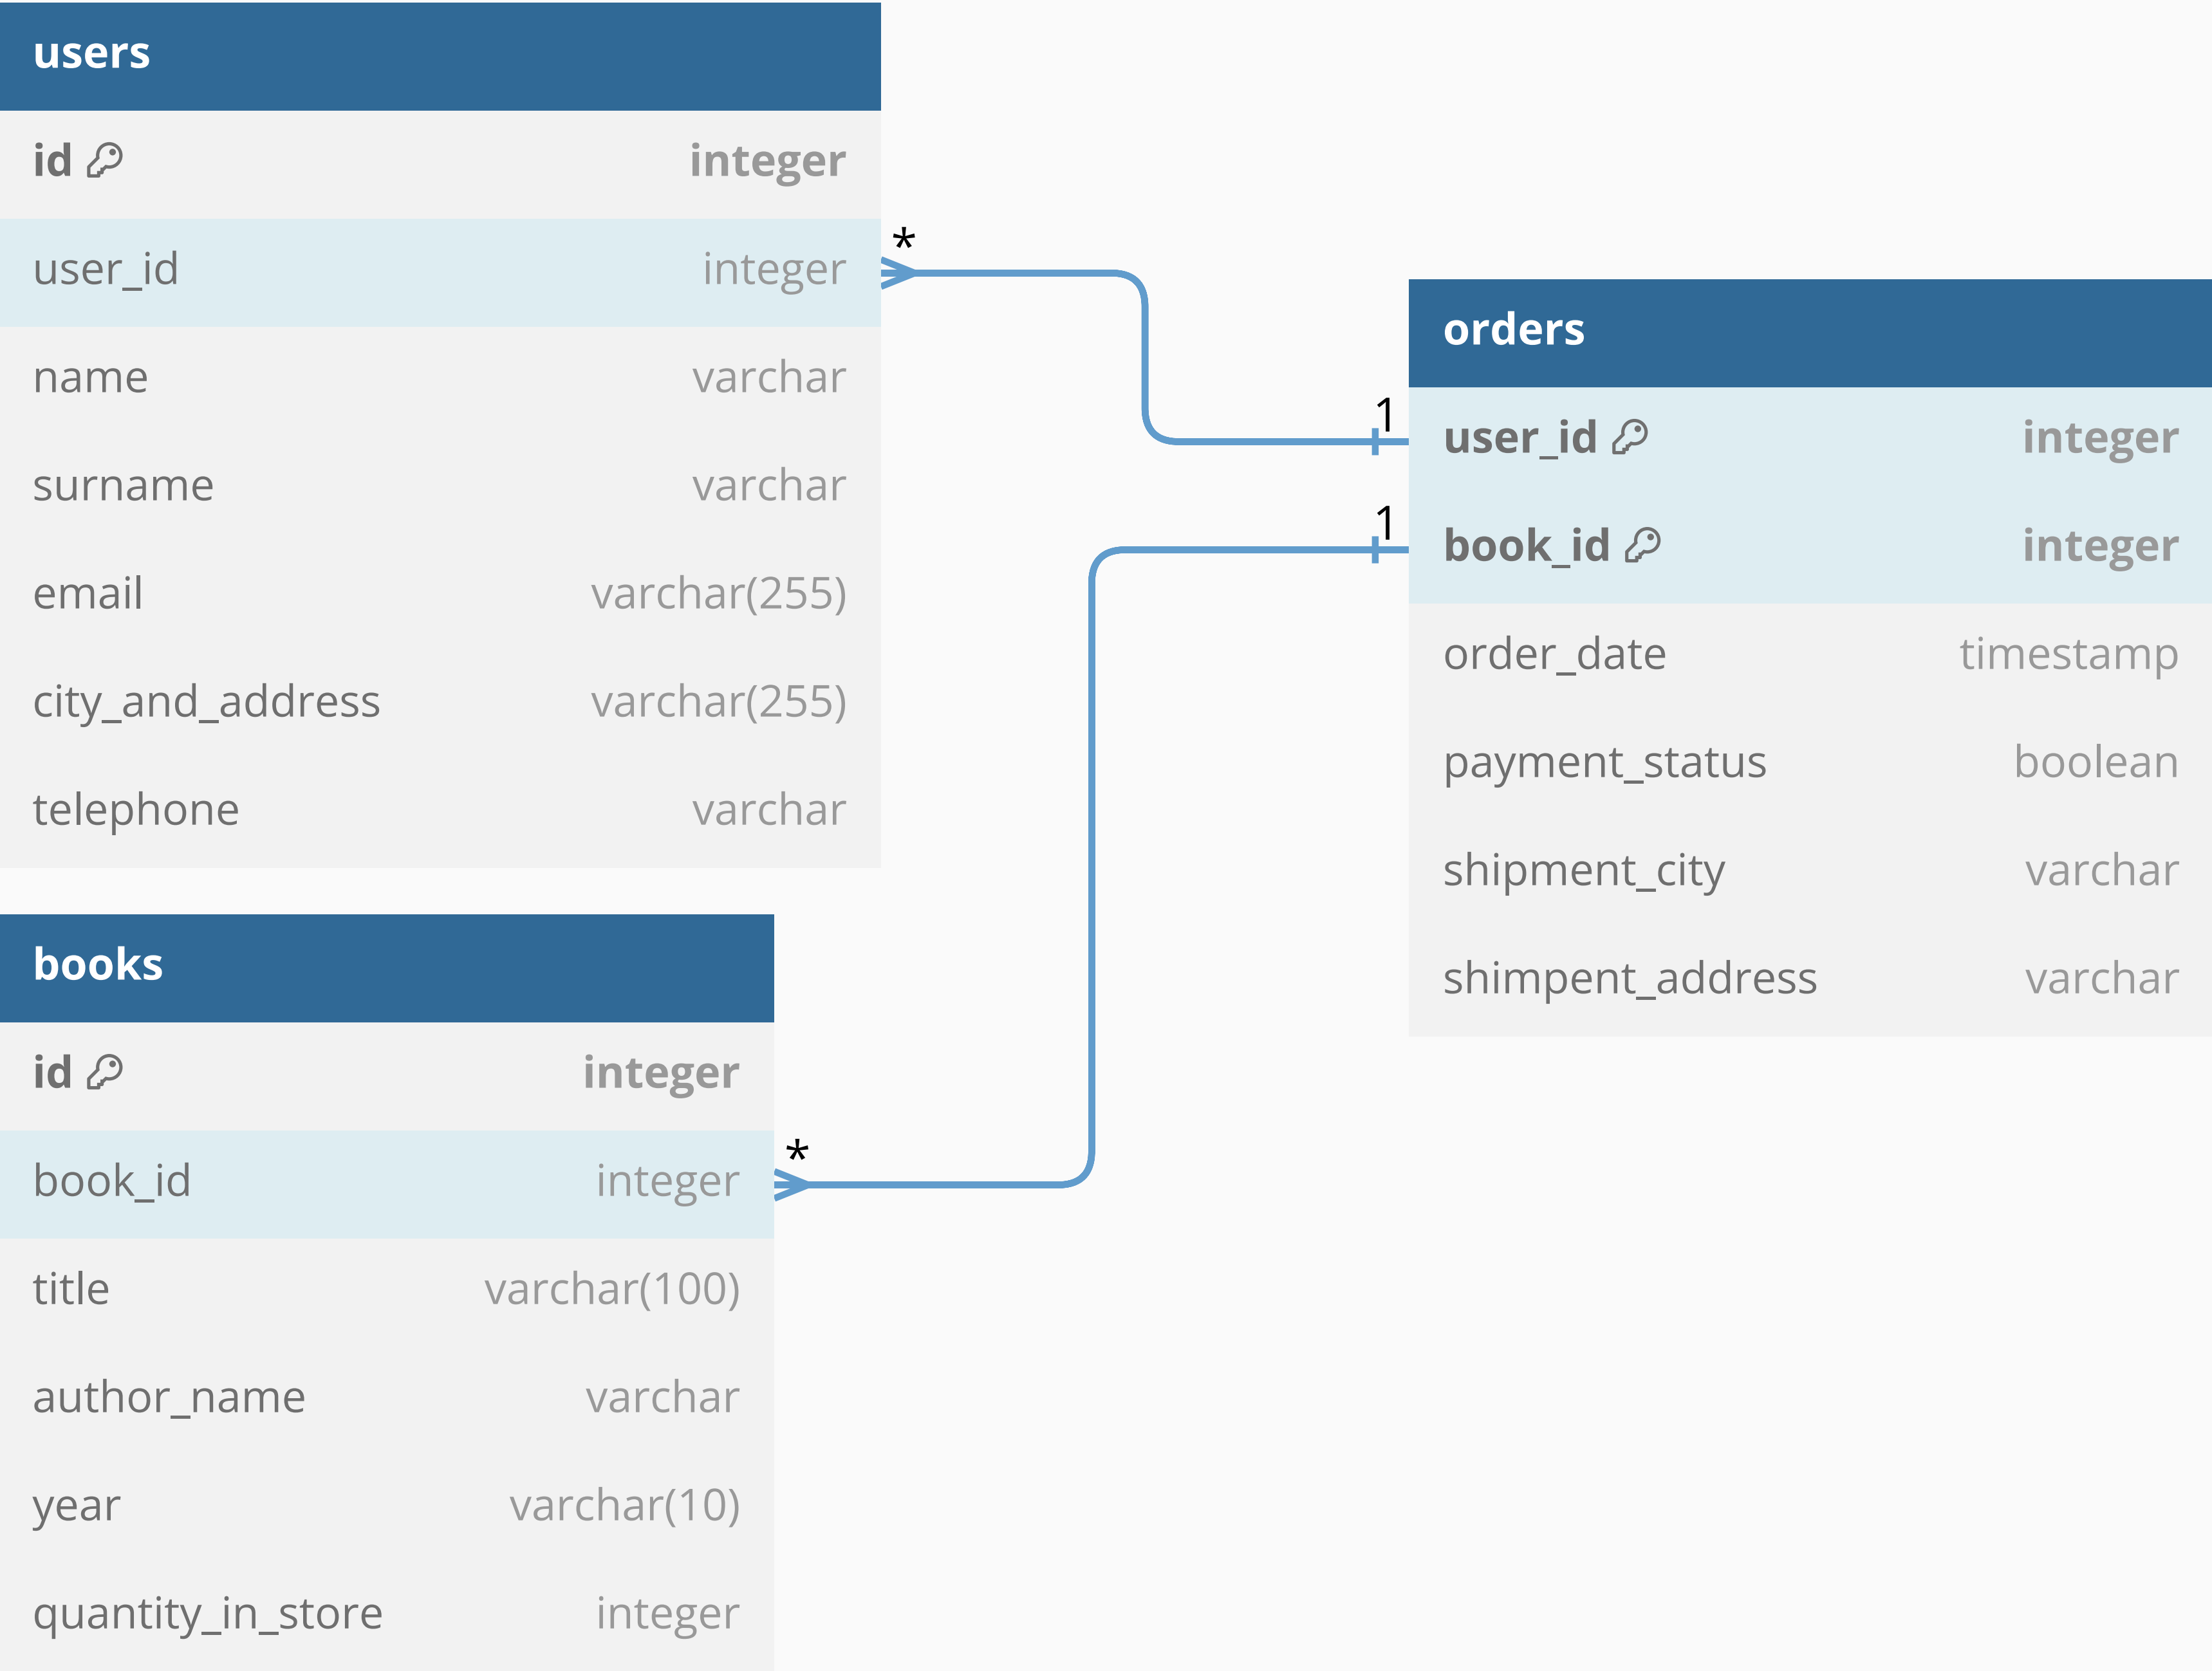 users
id integer
user_id integer
name varchar
surname varchar
email varchar(255)
city_and_address varchar(255)
telephone varchar
*
1
orders
user_id integer
book_id integer
order_date timestamp
payment_status boolean
shipment_city varchar
shimpent_address varchar
1
*
books
id integer
book_id integer
title varchar(100)
author_name varchar
year varchar(10)
quantity_in_store integer